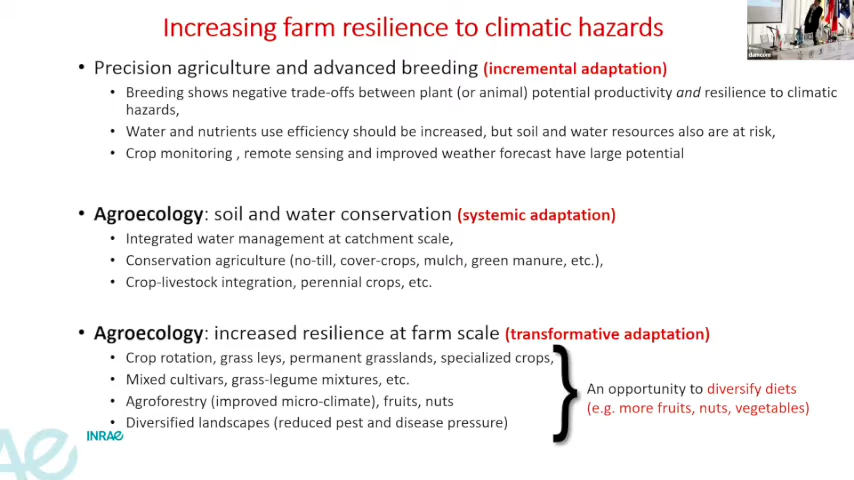 Increasing farm resilience to climatic hazards
• Precision agriculture and advanced breeding (incremental adaptation)
• Breeding shows negative trade-offs between plant (or animal) potential productivity and resilience to climatic
hazards,
• Water and nutrients use efficiency should be increased, but soil and water resources also are at risk,
• Crop monitoring , remote sensing and improved weather forecast have large potential
• Agroecology: soil and water conservation (systemic adaptation)
• Integrated water management at catchment scale,
• Conservation agriculture (no-till, cover-crops, mulch, green manure, etc.),
• Crop-livestock integration, perennial crops, etc.
• Agroecology: increased resilience at farm scale (transformative adaptation)
• Crop rotation, grass leys, permanent grasslands, specialized crops,
• Mixed cultivars, grass-legume mixtures, etc.
• Agroforestry (improved micro-climate), fruits, nuts
• Diversified landscapes (reduced pest and disease pressure)
An opportunity to diversify diets
(e.g. more fruits, nuts, vegetables)
INRAE